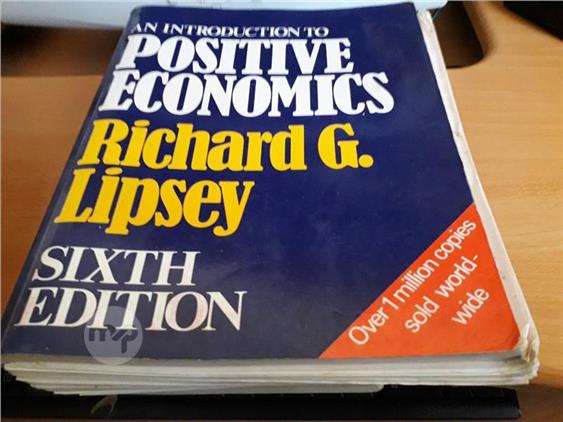 AN INTRODUCTION TO
POSITIVE
ECONOMICS
Richard G.
Lipsey
SIXTH
EDITION
Over 1 million copies
sold world-
wide